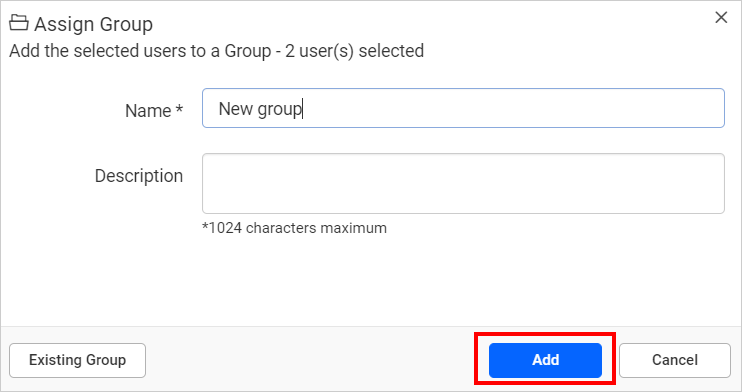 Assign Group
Add the selected users to a Group - 2 user(s) selected
Name * New group
Description
*1024 characters maximum
Existing Group Add Cancel